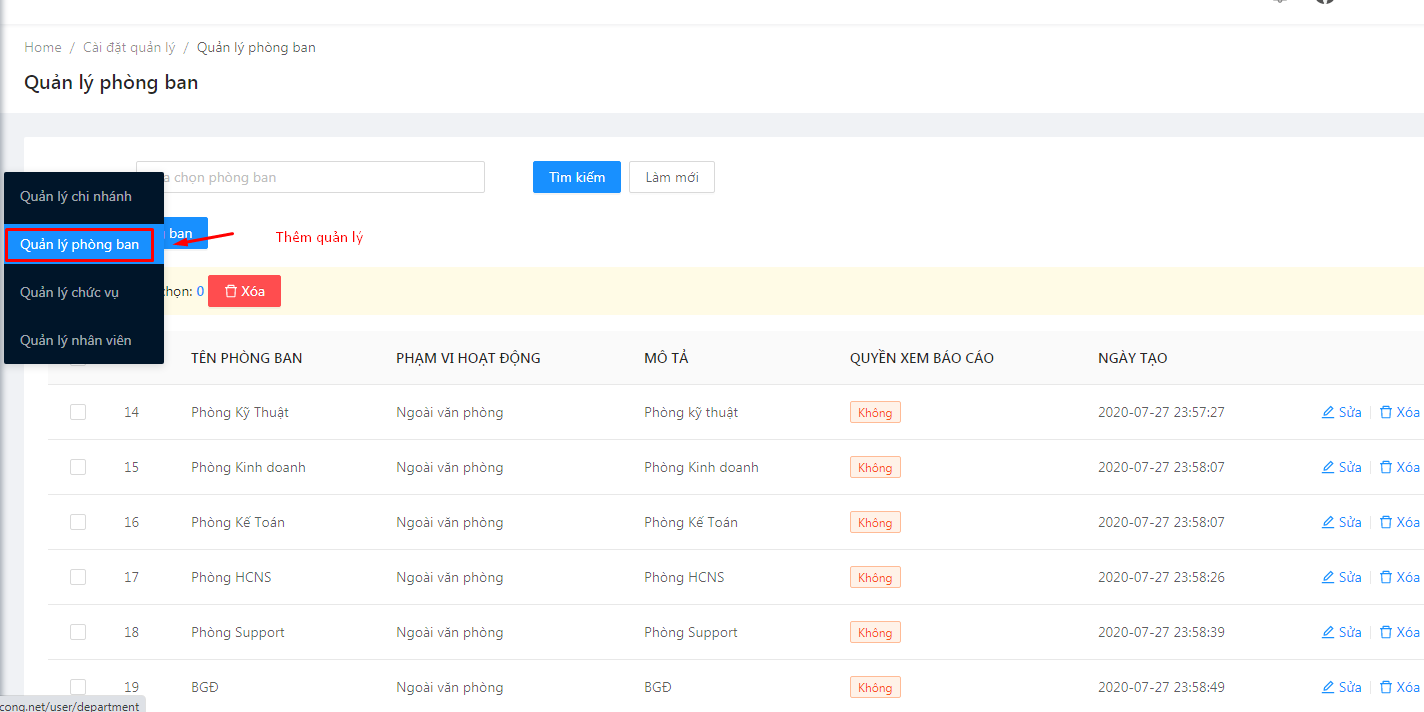 Home / Cài đặt quản lý / Quản lý phòng ban
Quản lý phòng ban
chọn phòng ban
Tìm kiếm
Làm mới
Quản lý chi nhánh
Quản lý phòng ban
ban
Thêm quản lý
Quản lý chức vụ
chọn: 0
Xóa
Quản lý nhân viên
TÊN PHÒNG BAN PHẠM VI HOẠT ĐỘNG MÔ TẢ QUYỀN XEM BÁO CÁO NGÀY TẠO
14 Phòng Kỹ Thuật Ngoài văn phòng Phòng kỹ thuật Không 2020-07-27 23:57:27 Sửa Xóa
15 Phòng Kinh doanh Ngoài văn phòng Phòng Kinh doanh Không 2020-07-27 23:58:07 Sửa Xóa
16 Phòng Kế Toán Ngoài văn phòng Phòng Kế Toán Không 2020-07-27 23:58:07 Sửa Xóa
17 Phòng HCNS Ngoài văn phòng Phòng HCNS Không 2020-07-27 23:58:26 Sửa Xóa
18 Phòng Support Ngoài văn phòng Phòng Support Không 2020-07-27 23:58:39 Sửa Xóa
19 BGĐ Ngoài văn phòng BGĐ Không 2020-07-27 23:58:49 Sửa Xóa
cong.net/user/department